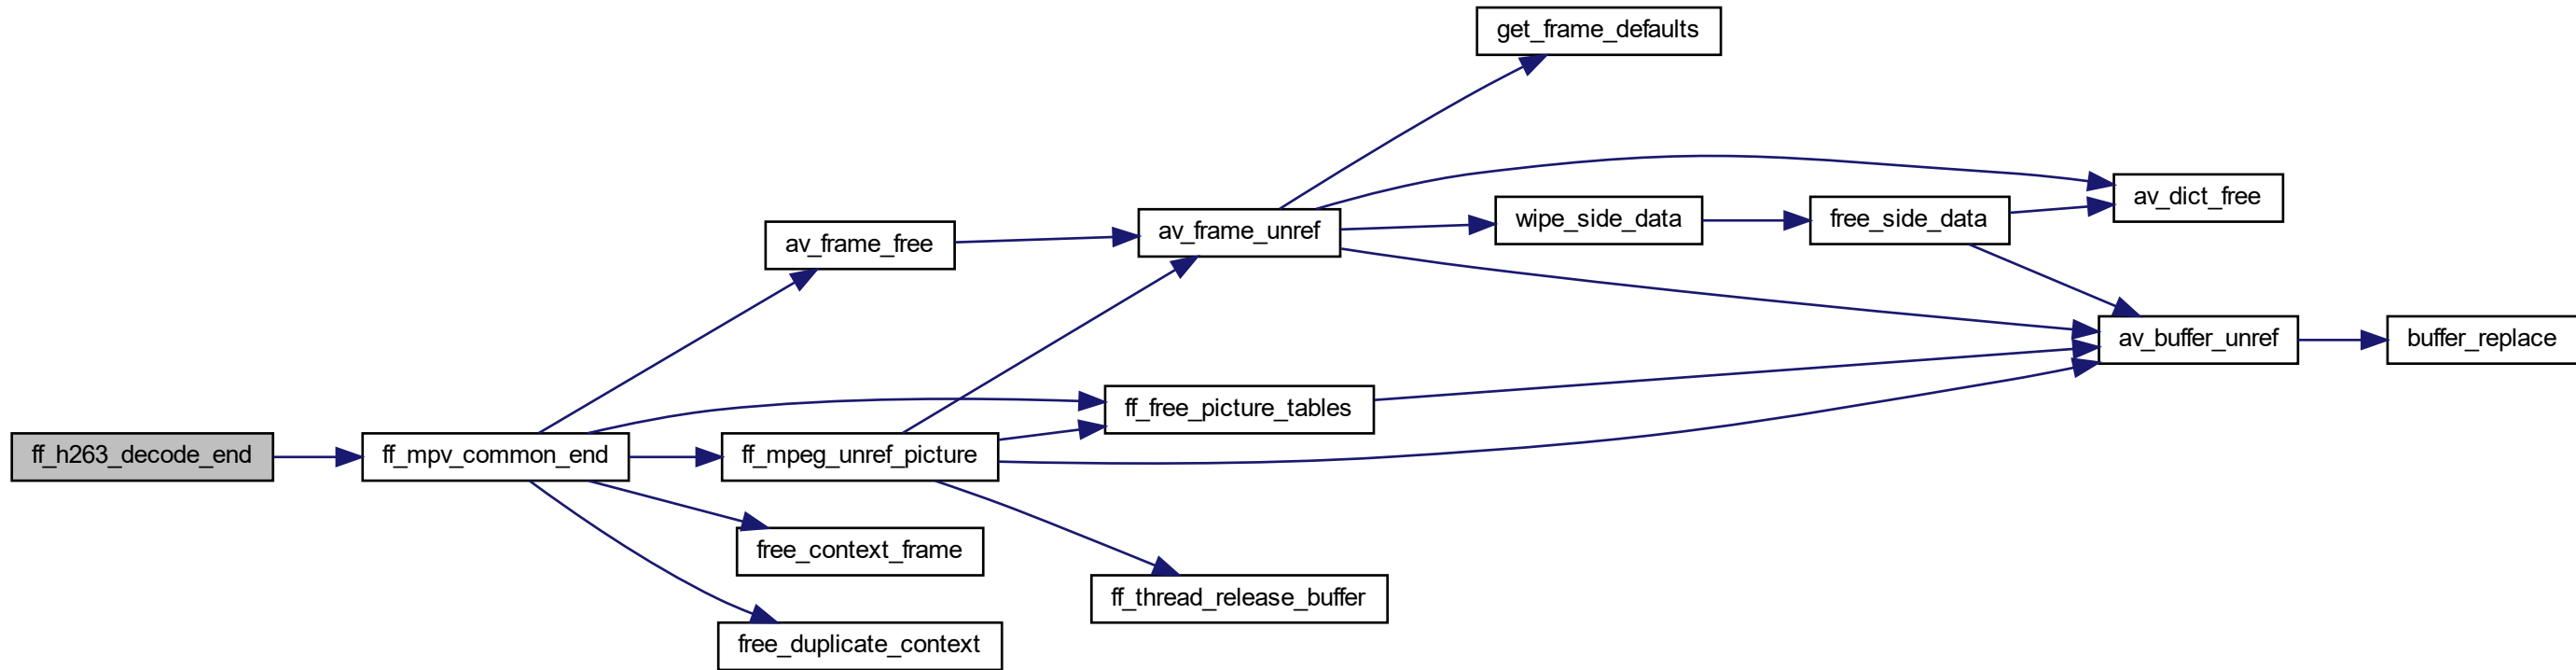 get_frame_defaults
av_dict_free
wipe_side_data
free_side_data
av_frame_unref
av_frame_free
av_buffer_unref
buffer_replace
ff_free_picture_tables
ff_h263_decode_end
ff_mpv_common_end
ff_mpeg_unref_picture
free_context_frame
ff_thread_release_buffer
free_duplicate_context